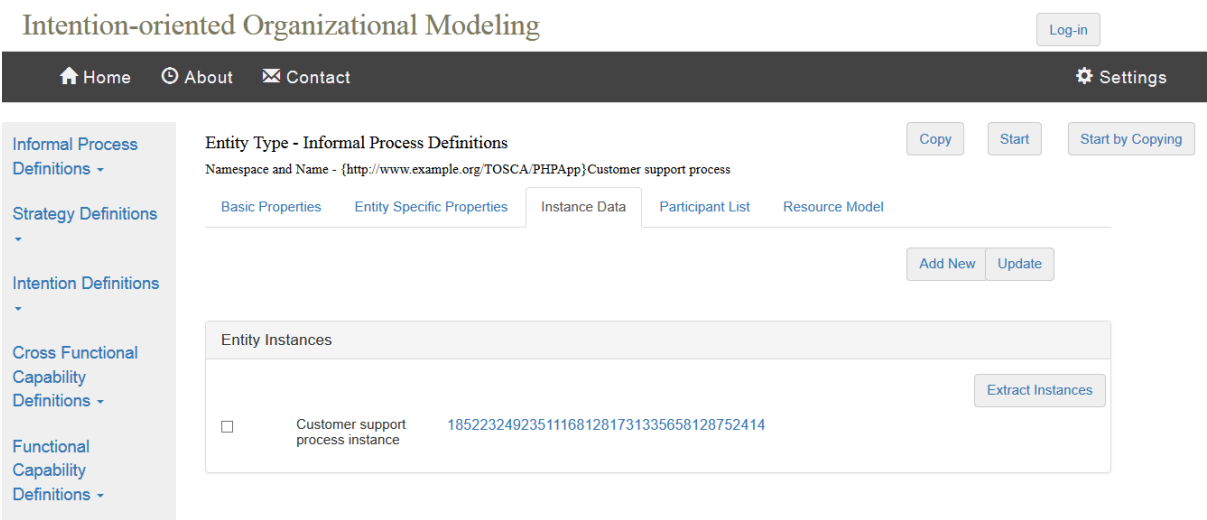 Intention-oriented Organizational Modeling
Log-in
Home About Contact Settings
Informal Process
Definitions
Strategy Definitions
Intention Definitions
Cross Functional
Capability
Definitions
Functional
Capability
Definitions
Entity Type - Informal Process Definitions
Copy Start Start by Copying
Namespace and Name - {http://www.example.org/TOSCA/PHPApp}Customer support process
Basic Properties Entity Specific Properties Instance Data Participant List Resource Model
Add New Update
Entity Instances
Extract Instances
Customer support
process instance
185223249235111681281731335658128752414